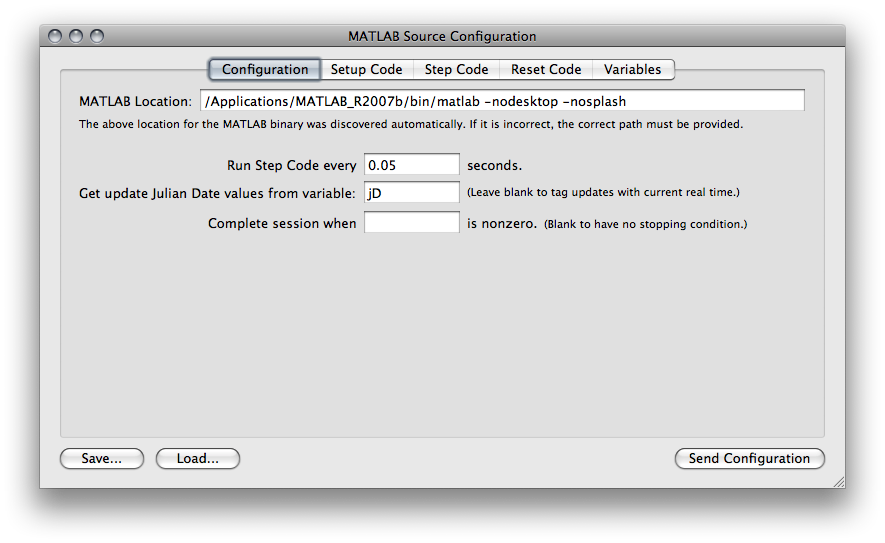 MATLAB Source Configuration
Configuration Setup Code Step Code Reset Code Variables
MATLAB Location: /Applications/MATLAB_R2007b/bin/matlab -nodesktop -nosplash
The above location for the MATLAB binary was discovered automatically. If it is incorrect, the correct path must be provided.
Run Step Code every 0.05 seconds.
Get update Julian Date values from variable: jD (Leave blank to tag updates with current real time.)
Complete session when is nonzero. (Blank to have no stopping condition.)
Save... Load... Send Configuration